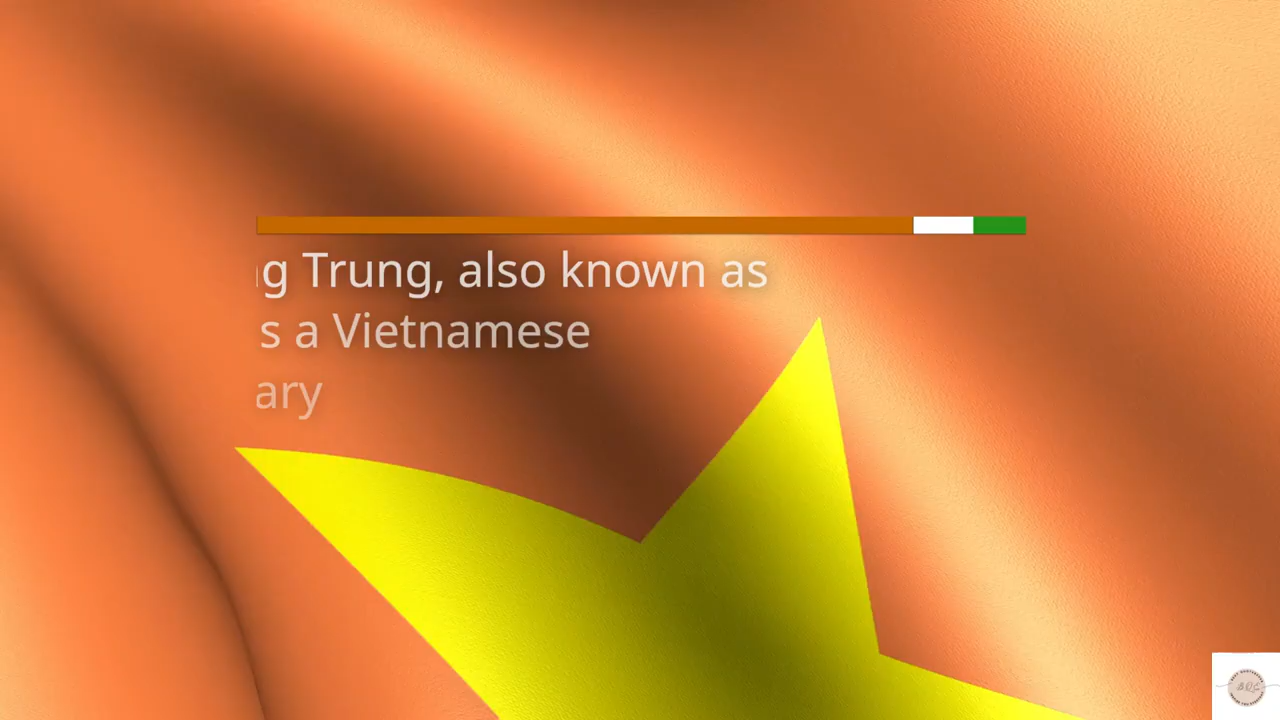 g Trung, also known as
s a Vietnamese
ary